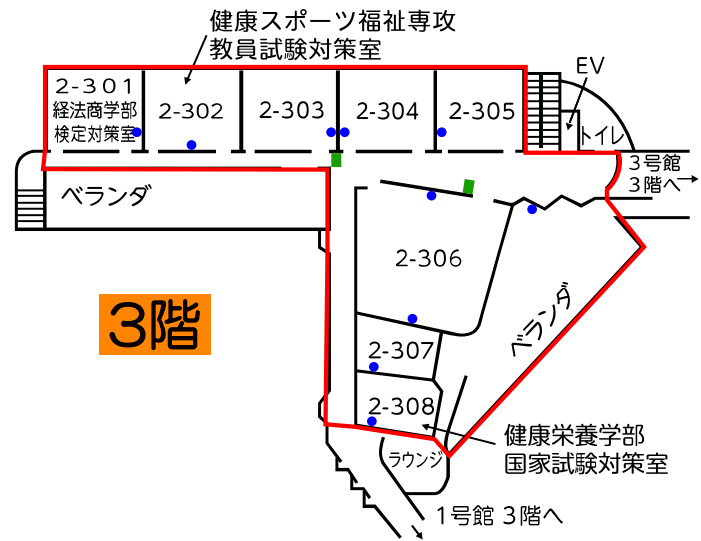 健康スポーツ福祉専攻
教員試験対策室
EV
2-301
経法商学部
検定対策室
2-302
2-303
2-304
2-305
トイレ
3号館
3階へ
ベランダ
2-306
ベランダ
3階
2-307
2-308
健康栄養学部
国家試験対策室
ラウンジ
1号館 3階へ